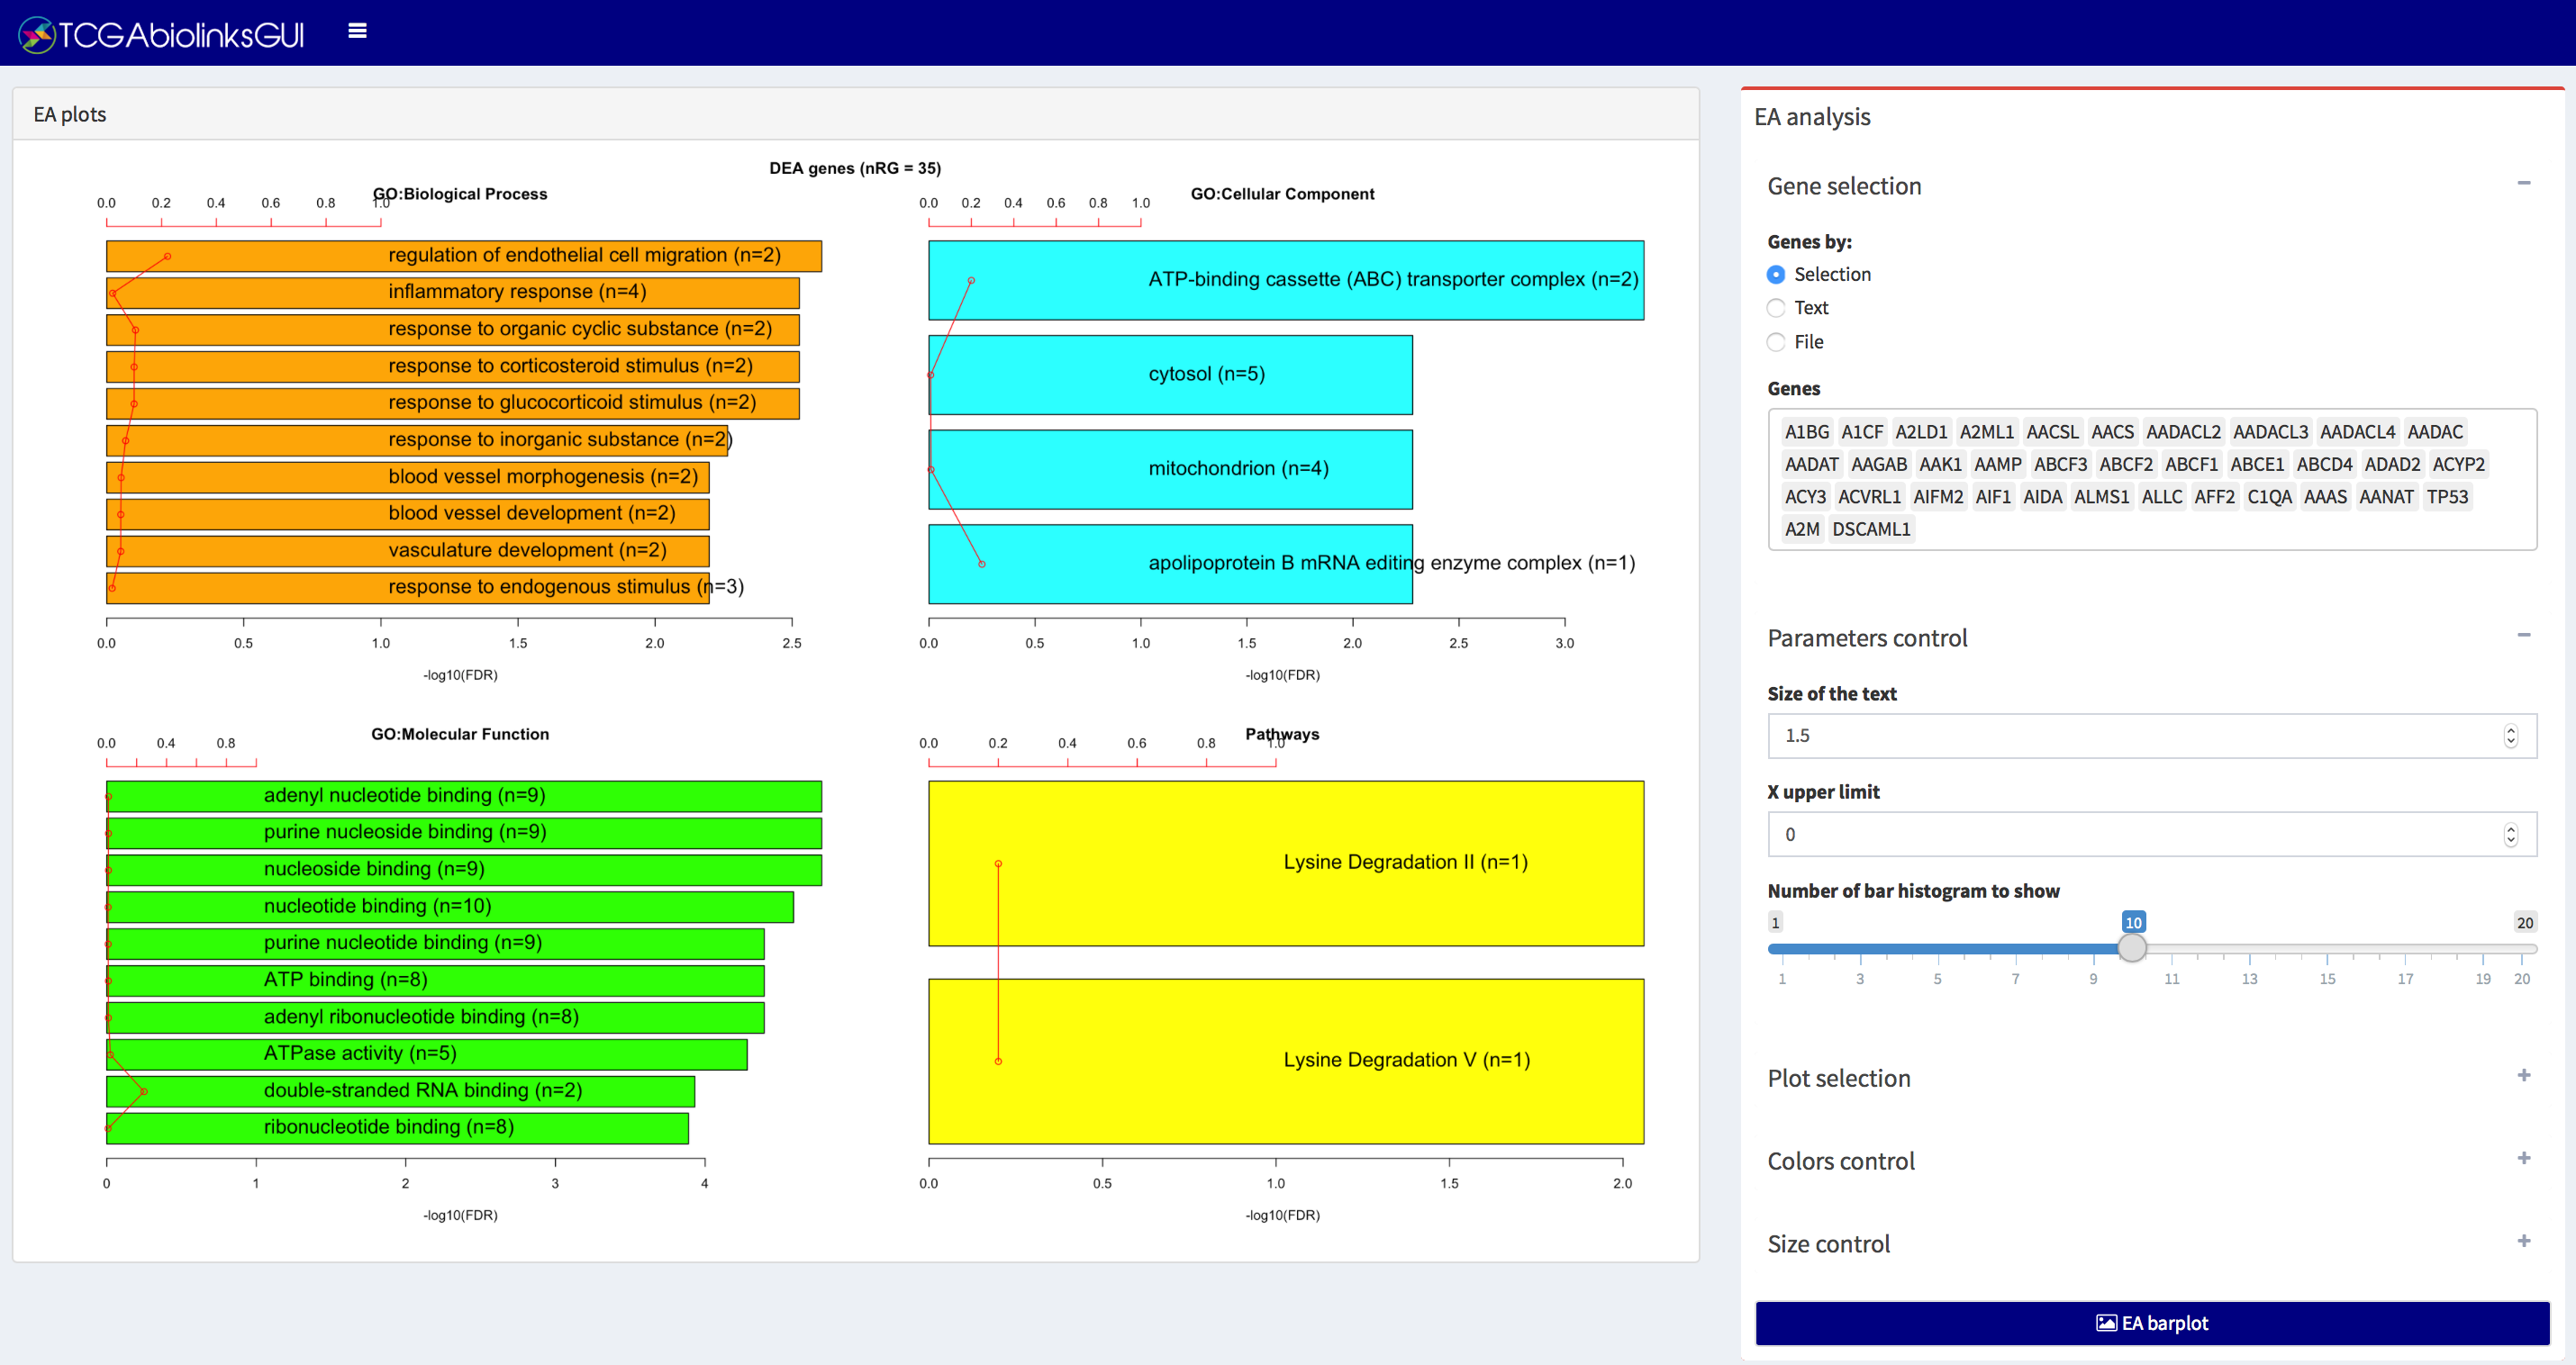 TCGAbiolinksGUI
EA plots
DEA genes (nRG = 35)
GO:Biological Process
0.0 0.2 0.4 0.6 0.8 1.0
regulation of endothelial cell migration (n=2)
inflammatory response (n=4)
response to organic cyclic substance (n=2)
response to corticosteroid stimulus (n=2)
response to glucocorticoid stimulus (n=2)
response to inorganic substance (n=2)
blood vessel morphogenesis (n=2)
blood vessel development (n=2)
vasculature development (n=2)
response to endogenous stimulus (n=3)
0.0 0.5 1.0 1.5 2.0 2.5
-log10(FDR)
GO:Cellular Component
0.0 0.2 0.4 0.6 0.8 1.0
ATP-binding cassette (ABC) transporter complex (n=2)
cytosol (n=5)
mitochondrion (n=4)
apolipoprotein B mRNA editing enzyme complex (n=1)
0.0 0.5 1.0 1.5 2.0 2.5 3.0
-log10(FDR)
GO:Molecular Function
0.0 0.4 0.8
adenyl nucleotide binding (n=9)
purine nucleoside binding (n=9)
nucleoside binding (n=9)
nucleotide binding (n=10)
purine nucleotide binding (n=9)
ATP binding (n=8)
adenyl ribonucleotide binding (n=8)
ATPase activity (n=5)
double-stranded RNA binding (n=2)
ribonucleotide binding (n=8)
0 1 2 3 4
-log10(FDR)
Pathways
0.0 0.2 0.4 0.6 0.8 1.0
Lysine Degradation II (n=1)
Lysine Degradation V (n=1)
0.0 0.5 1.0 1.5 2.0
-log10(FDR)
EA analysis
Gene selection
Genes by:
Selection
Text
File
Genes
A1BG A1CF A2LD1 A2ML1 AACSL AACS AADACL2 AADACL3 AADACL4 AADAC
AADAT AAGAB AAK1 AAMP ABCF3 ABCF2 ABCF1 ABCE1 ABCD4 ADAD2 ACYP2
ACY3 ACVRL1 AIFM2 AIF1 AIDA ALMS1 ALLC AFF2 C1QA AAAS AANAT TP53
A2M DSCAML1
Parameters control
Size of the text
1.5
X upper limit
0
Number of bar histogram to show
1 10 20
1 3 5 7 9 11 13 15 17 19 20
Plot selection
Colors control
Size control
EA barplot